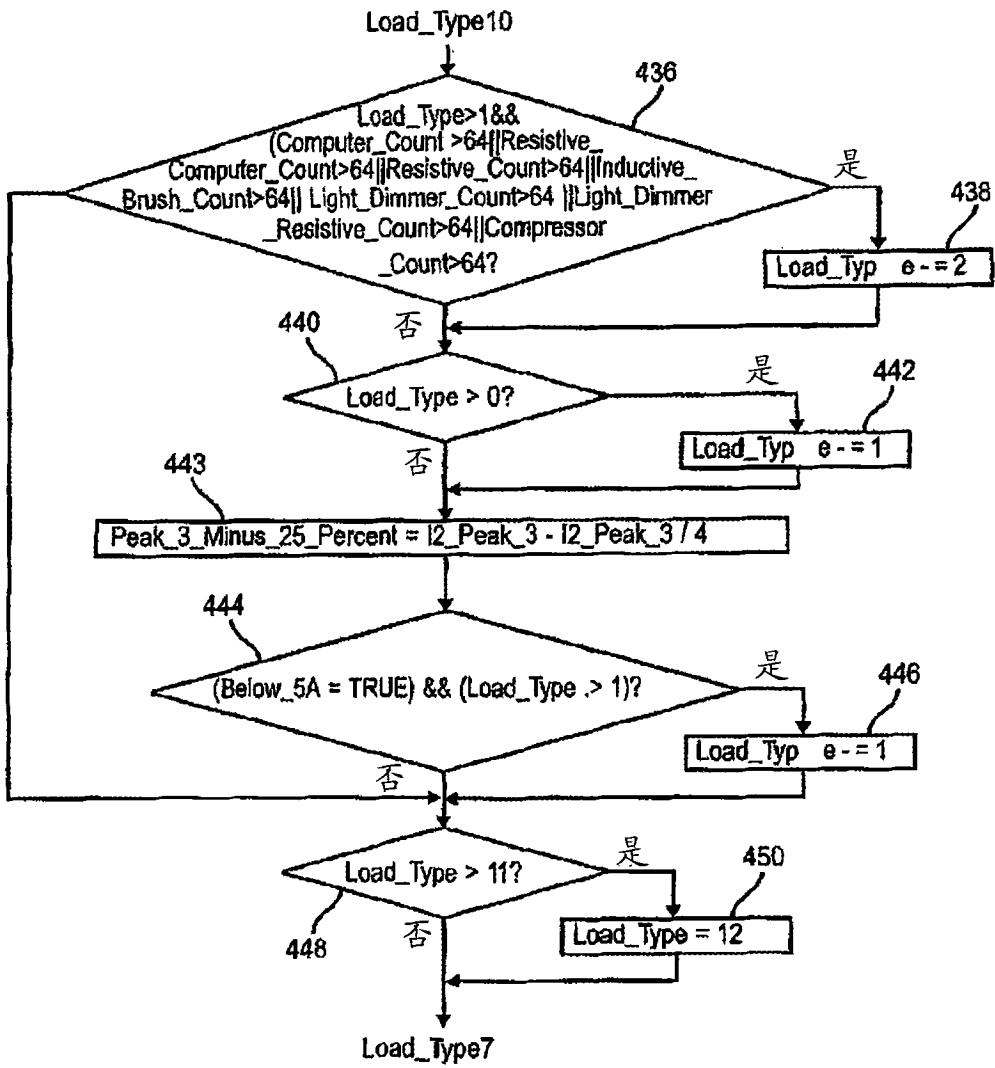 Load_Type10
436
Load_Type>1&&
(Computer_Count >64||Resistive_
Computer_Count>64||Resistive_Count>64||Inductive_
Brush_Count>64|| Light_Dimmer_Count>64 ||Light_Dimmer
_Resistive_Count>64||Compressor
_Count>64?
是
438
Load_Typ e-=2
否
440
Load_Type > 0?
是
442
Load_Typ e-=1
否
443
Peak_3_Minus_25_Percent = I2_Peak_3 - I2_Peak_3 / 4
444
(Below_5A = TRUE) && (Load_Type .> 1)?
是
446
Load_Typ e-=1
否
Load_Type > 11?
是
450
448
否
Load_Type = 12
Load_Type7